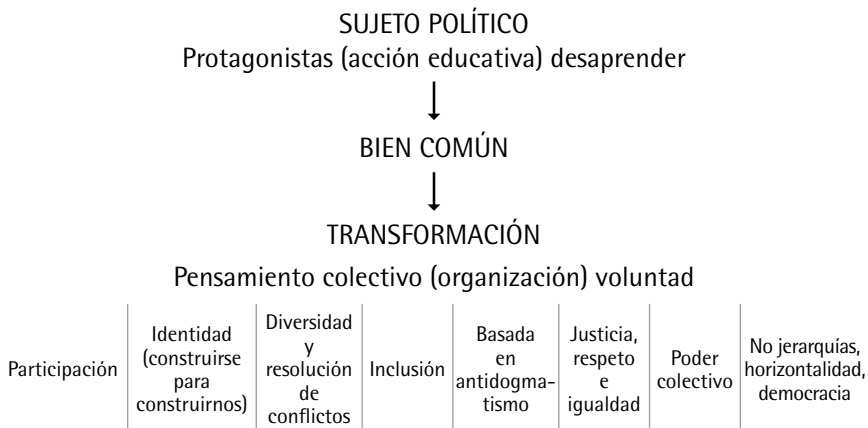 SUJETO POLÍTICO
Protagonistas (acción educativa) desaprender
BIEN COMÚN
TRANSFORMACIÓN
Pensamiento colectivo (organización) voluntad
Participación
Identidad
(construirse
para
construirnos)
Diversidad
y
resolución
de
conflictos
Inclusión
Basada
en
antidogma-
tismo
Justicia,
respeto
e
igualdad
Poder
colectivo
No jerarquías,
horizontalidad,
democracia